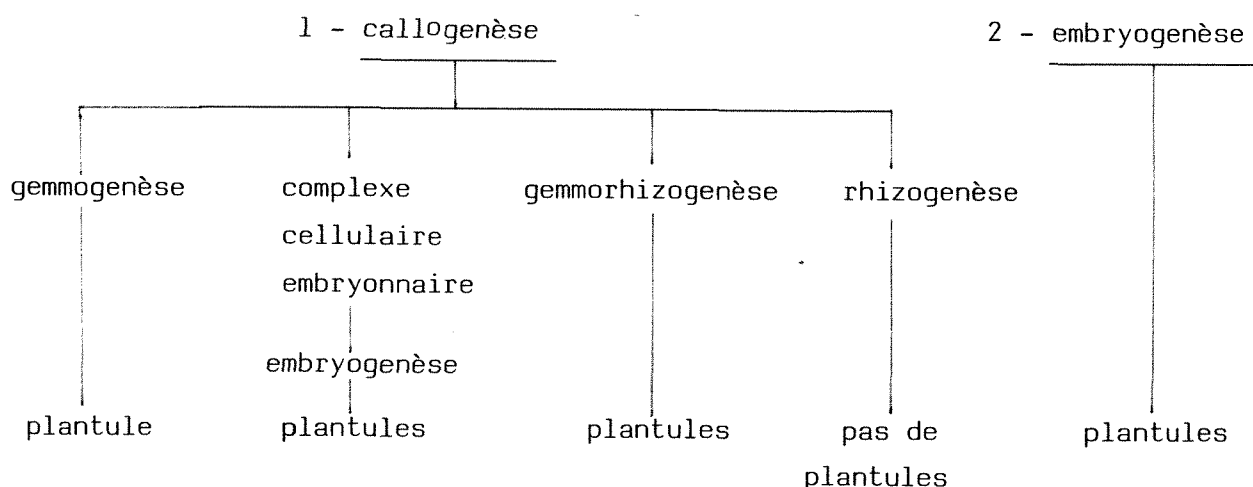 1 - callogenèse
2 - embryogenèse
gemmogenèse
complexe
cellulaire
embryonnaire
gemmorhizogenèse
rhizogenèse
embryogenèse
plantule
plantules
plantules
pas de
plantules
plantules